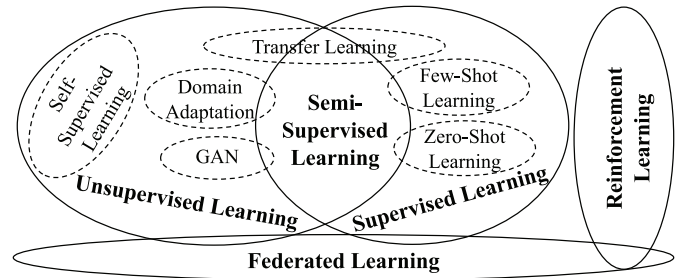 Transfer Learning
Self-
Supervised
Learning
Domain
Adaptation
GAN
Semi-
Supervised
Learning
Few-Shot
Learning
Zero-Shot
Learning
Unsupervised Learning
Supervised Learning
Reinforcement
Learning
Federated Learning